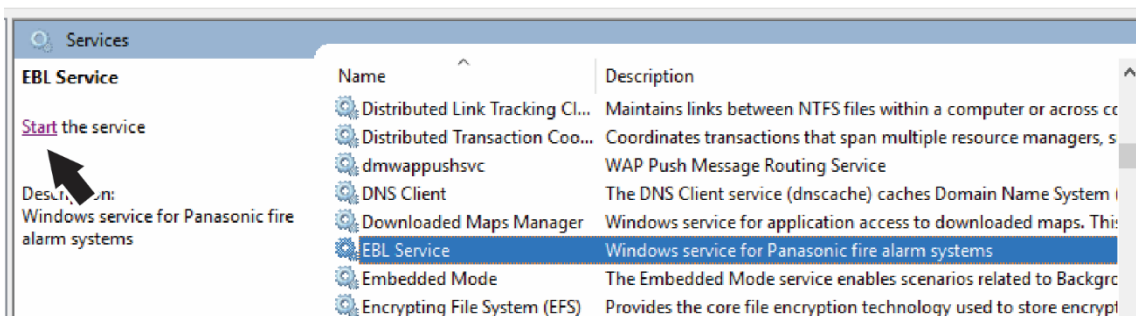 Services
EBL Service
Start the service
Description:
Windows service for Panasonic fire
alarm systems
Name Description
Distributed Link Tracking Cl... Maintains links between NTFS files within a computer or across
Distributed Transaction Coo... Coordinates transactions that span multiple resource managers,
dmwappushsvc WAP Push Message Routing Service
DNS Client The DNS Client service (dnscache) caches Domain Name System (
Downloaded Maps Manager Windows service for application access to downloaded maps.
EBL Service Windows service for Panasonic fire alarm systems
Embedded Mode The Embedded Mode service enables scenarios related to
Encrypting File System (EFS) Provides the core file encryption technology used to store